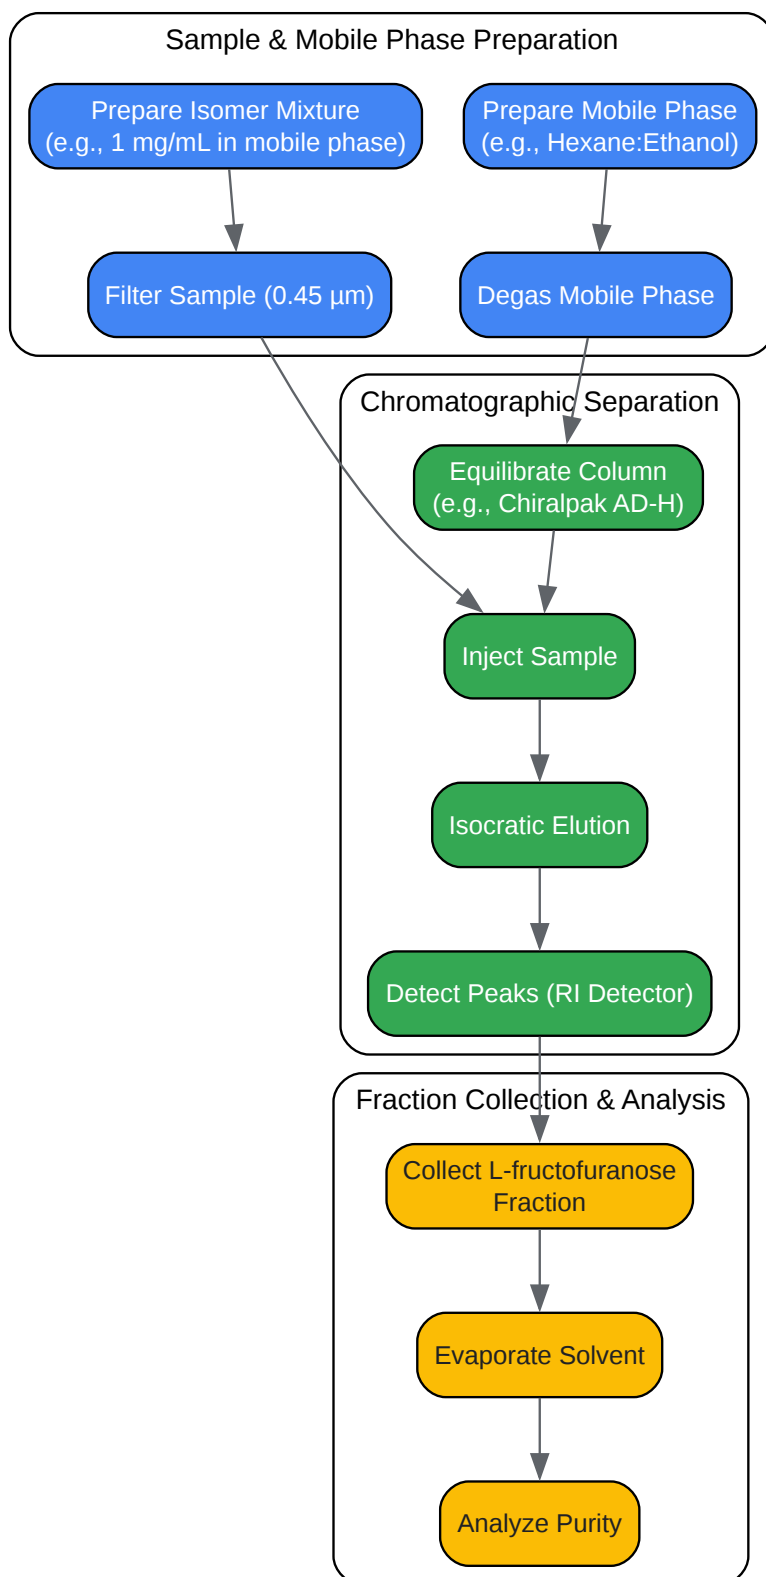 Sample & Mobile Phase Preparation
Prepare Isomer Mixture
(e.g., 1 mg/mL in mobile phase)
Prepare Mobile Phase
(e.g., Hexane:Ethanol)
Filter Sample (0.45 µm)
Degas Mobile Phase
Chromatographic Separation
Equilibrate Column
(e.g., Chiralpak AD-H)
Inject Sample
Isocratic Elution
Detect Peaks (RI Detector)
Fraction Collection & Analysis
Collect L-fructofuranose
Fraction
Evaporate Solvent
Analyze Purity